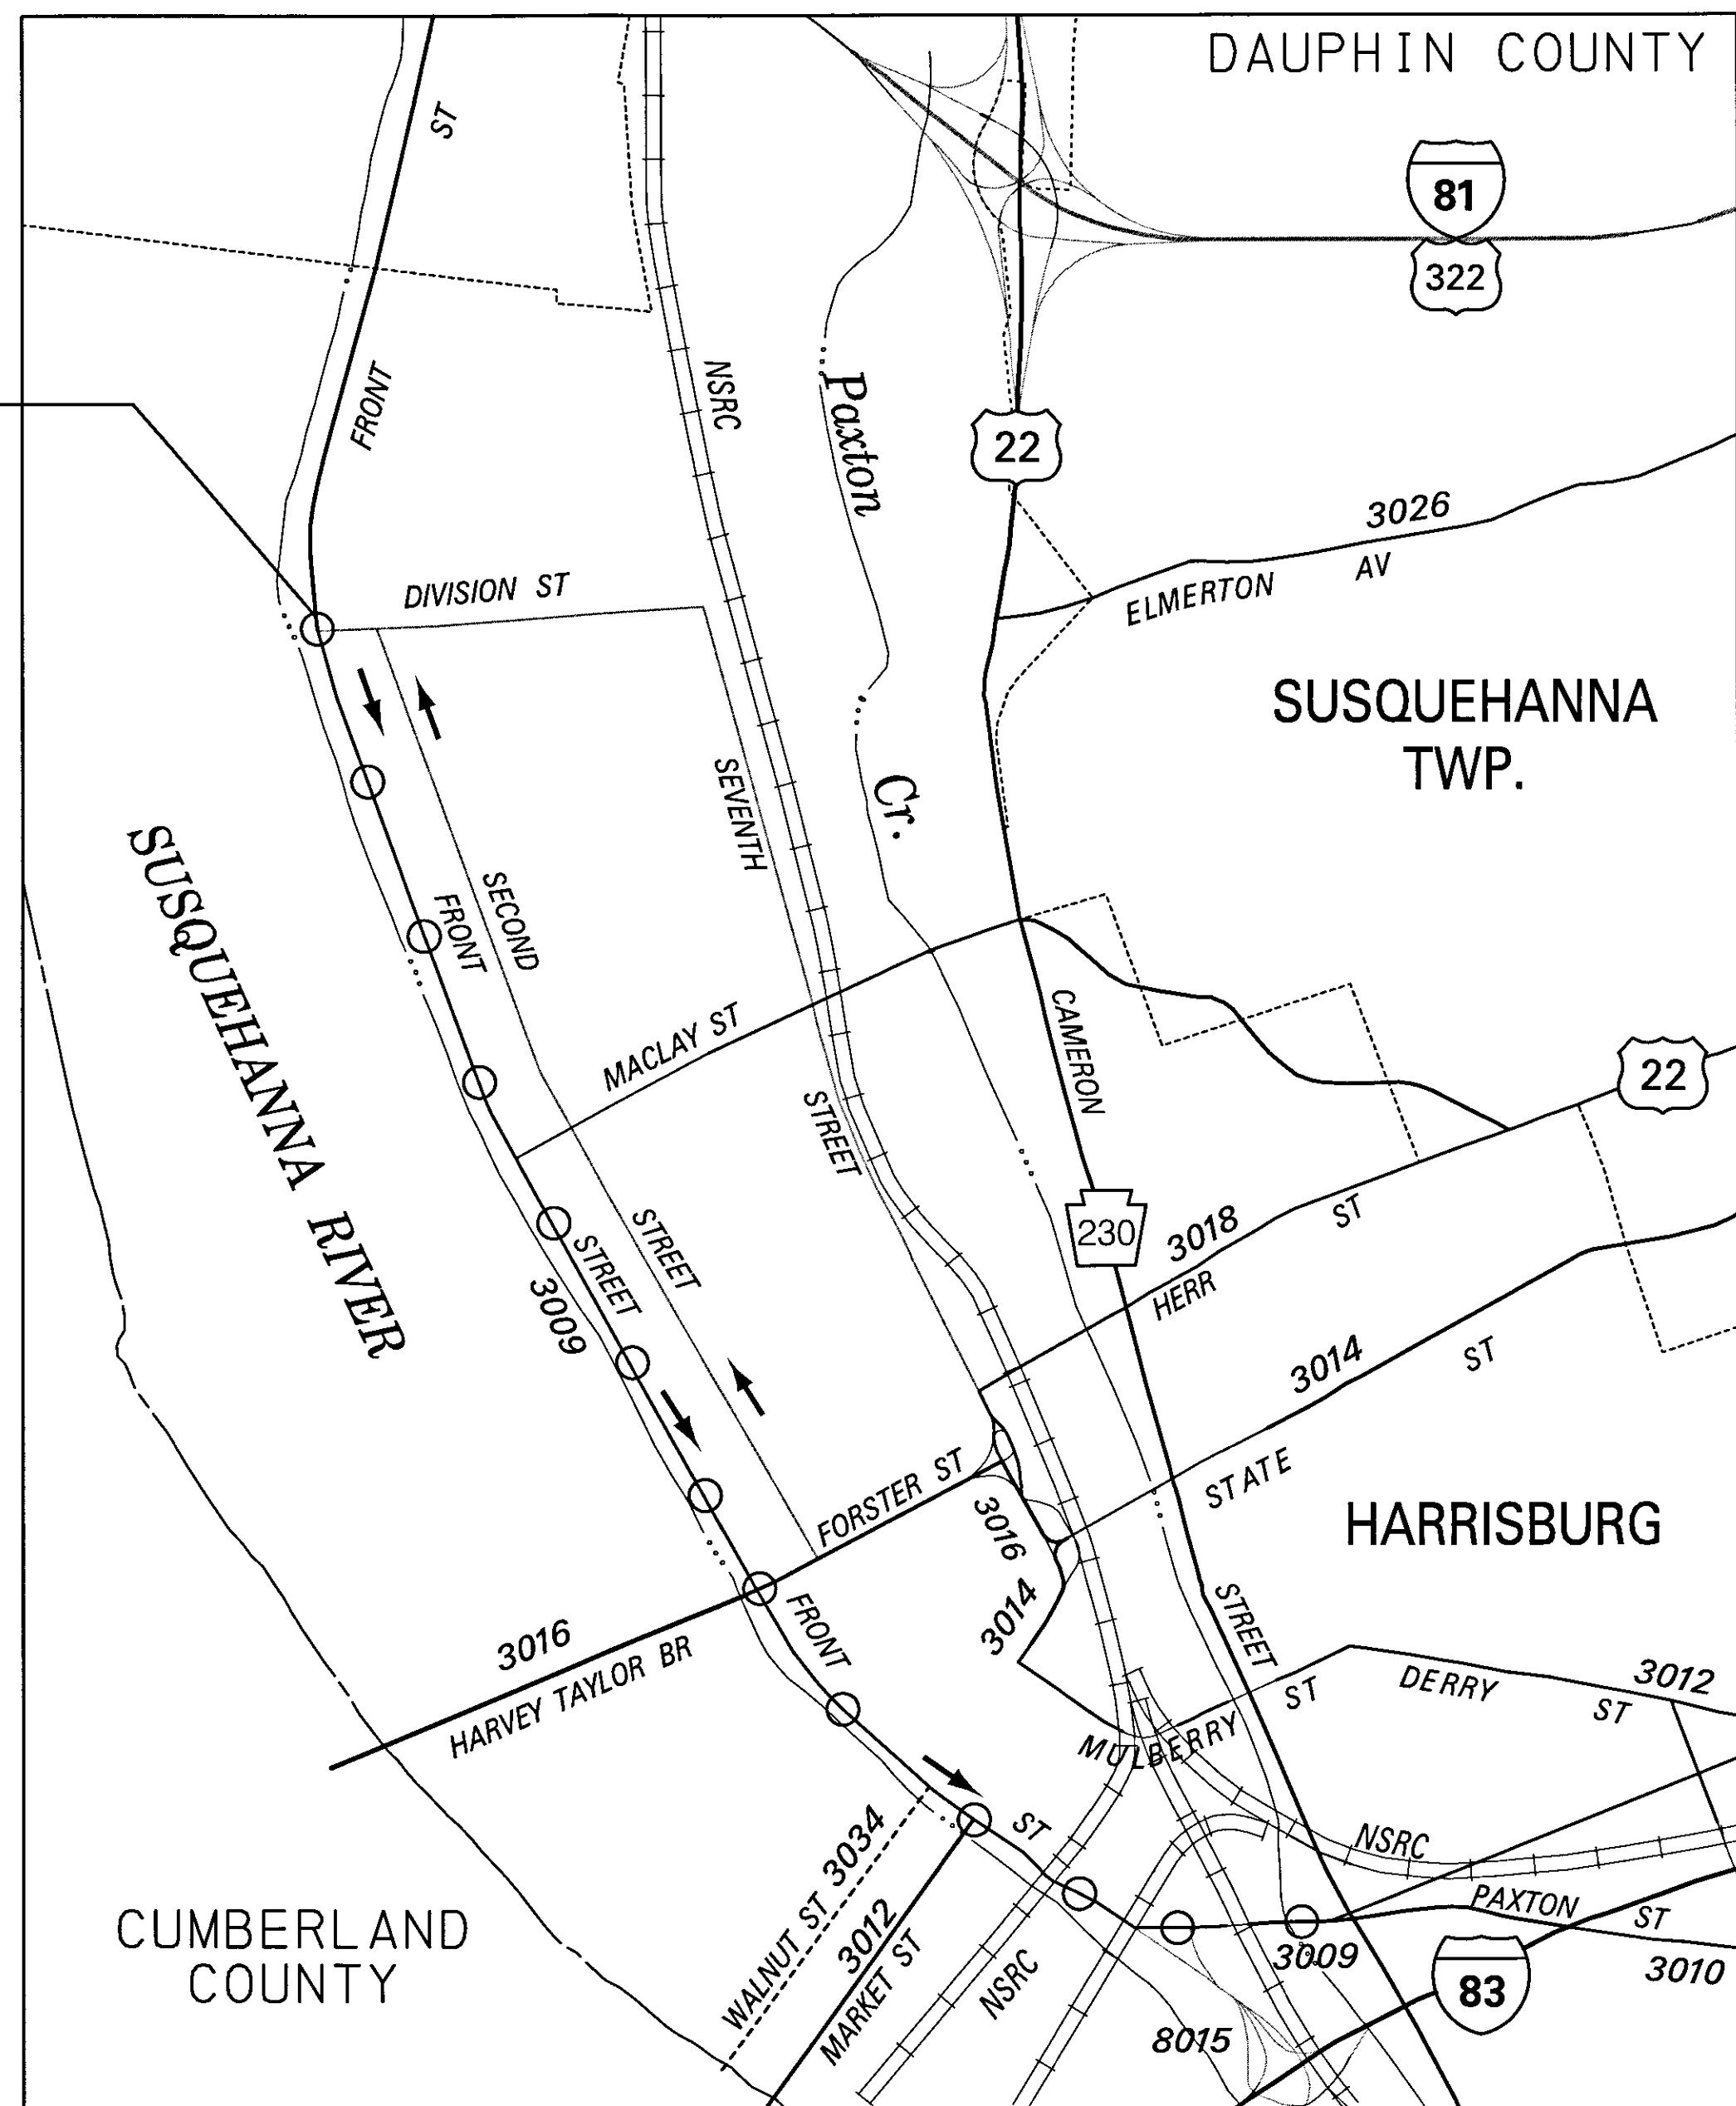 DAUPHIN COUNTY
ST
81
322
FRONT
NSRC
Paxton
22
3026
ELMERTON AV
DIVISION ST
SUSQUEHANNA
TWP.
SEVENTH
Cr.
SUSQUEHANNA RIVER
FRONT
SECOND
MACLAY ST
CAMERON
22
STREET
230
3018
HERR ST
STREET
STREET
3009
3014
STATE ST
FORSTER ST
3016
HARRISBURG
3014
STREET
FRONT
3016
HARVEY TAYLOR BR
MULBERRY ST
DERRY ST
3012
ST
WALNUT ST 3034
3012
MARKET ST
NSRC
NSRC
PAXTON ST
3009
3010
83
8015
CUMBERLAND
COUNTY